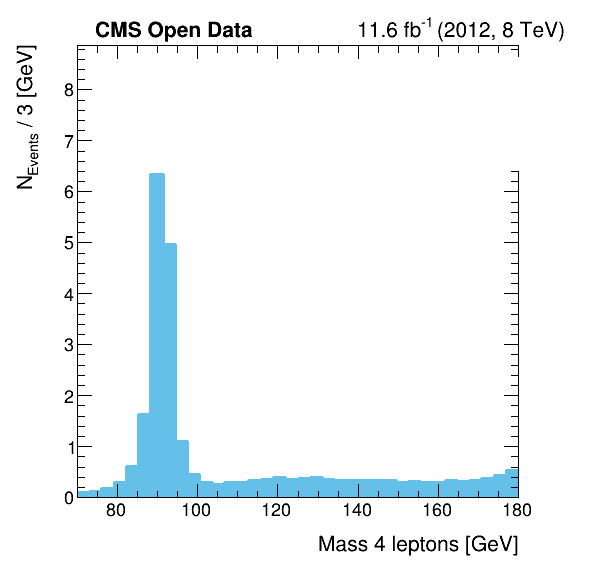 CMS Open Data
11.6 fb⁻¹ (2012, 8 TeV)
N_Events / 3 [GeV]
8
7
6
5
4
3
2
1
0
80 100 120 140 160 180
Mass 4 leptons [GeV]